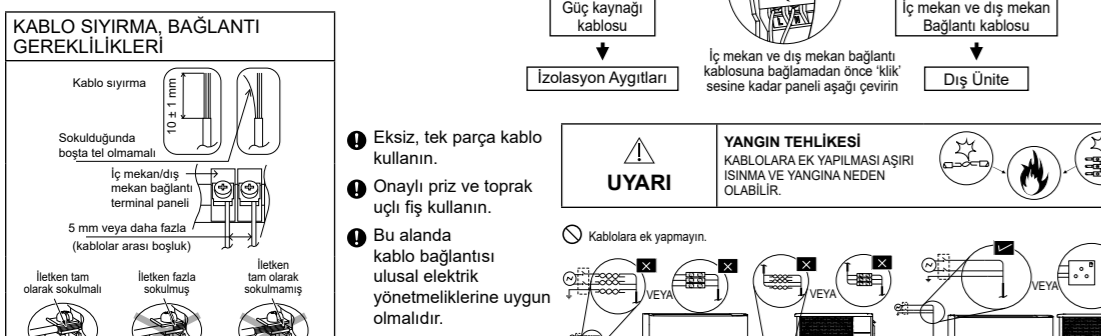 KABLO SIYIRMA, BAĞLANTI
GEREKLİLİKLERİ
Kablo sıyırma
10 ± 1 mm
Sokulduğunda
boşta tel olmamalı
İç mekan/dış
mekan bağlantı
terminal paneli
5 mm veya daha fazla
(kablolar arası boşluk)
İletken tam
olarak sokulmalı
İletken fazla
sokulmuş
İletken
tam olarak
sokulmamış
Eksiz, tek parça kablo
kullanın.
Onaylı priz ve toprak
uçlı fiş kullanın.
Bu alanda
kablo bağlantısı
ulusal elektrik
yönetmeliklerine uygun
olmalıdır.
Güç kaynağı
kablosu
İzolasyon Aygıtları
L N
İç mekan ve dış mekan bağlantı
kablosuna bağlamadan önce ‘klik’
sesine kadar paneli aşağı çevirin
İç mekan ve dış mekan
Bağlantı kablosu
Dış Ünite
UYARI
YANGIN TEHLİKESİ
KABLOLARA EK YAPILMASI AŞIRI
ISINMA VE YANGINA NEDEN
OLABİLİR.
Kablolara ek yapmayın.
VEYA
VEYA
VEYA